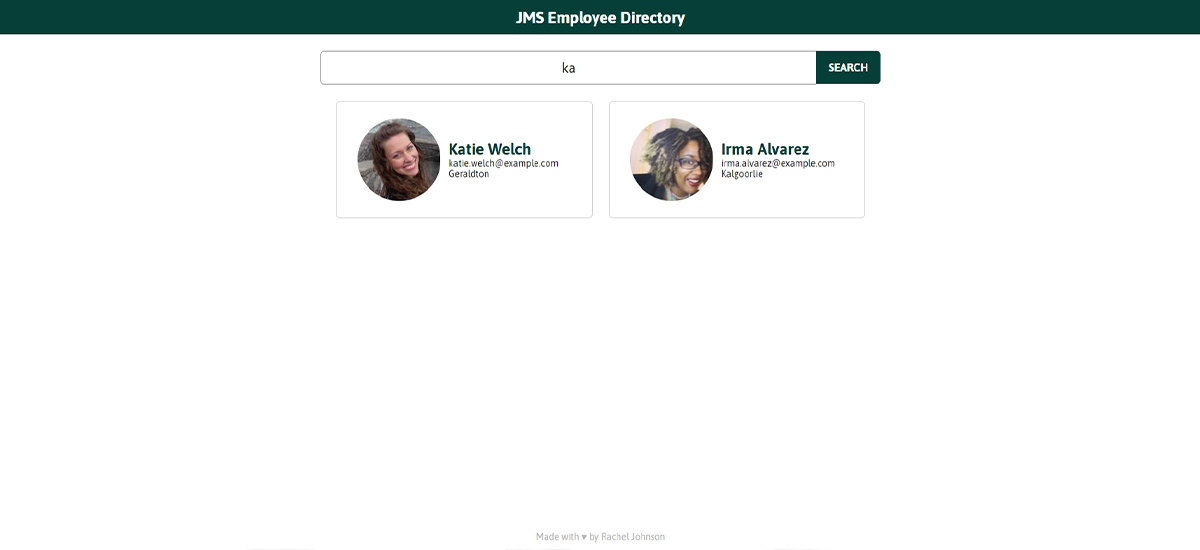 JMS Employee Directory
ka
SEARCH
Katie Welch
katie.welch@example.com
Geraldton
Irma Alvarez
irma.alvarez@example.com
Kalgoorlie
Made with ♥ by Rachel Johnson